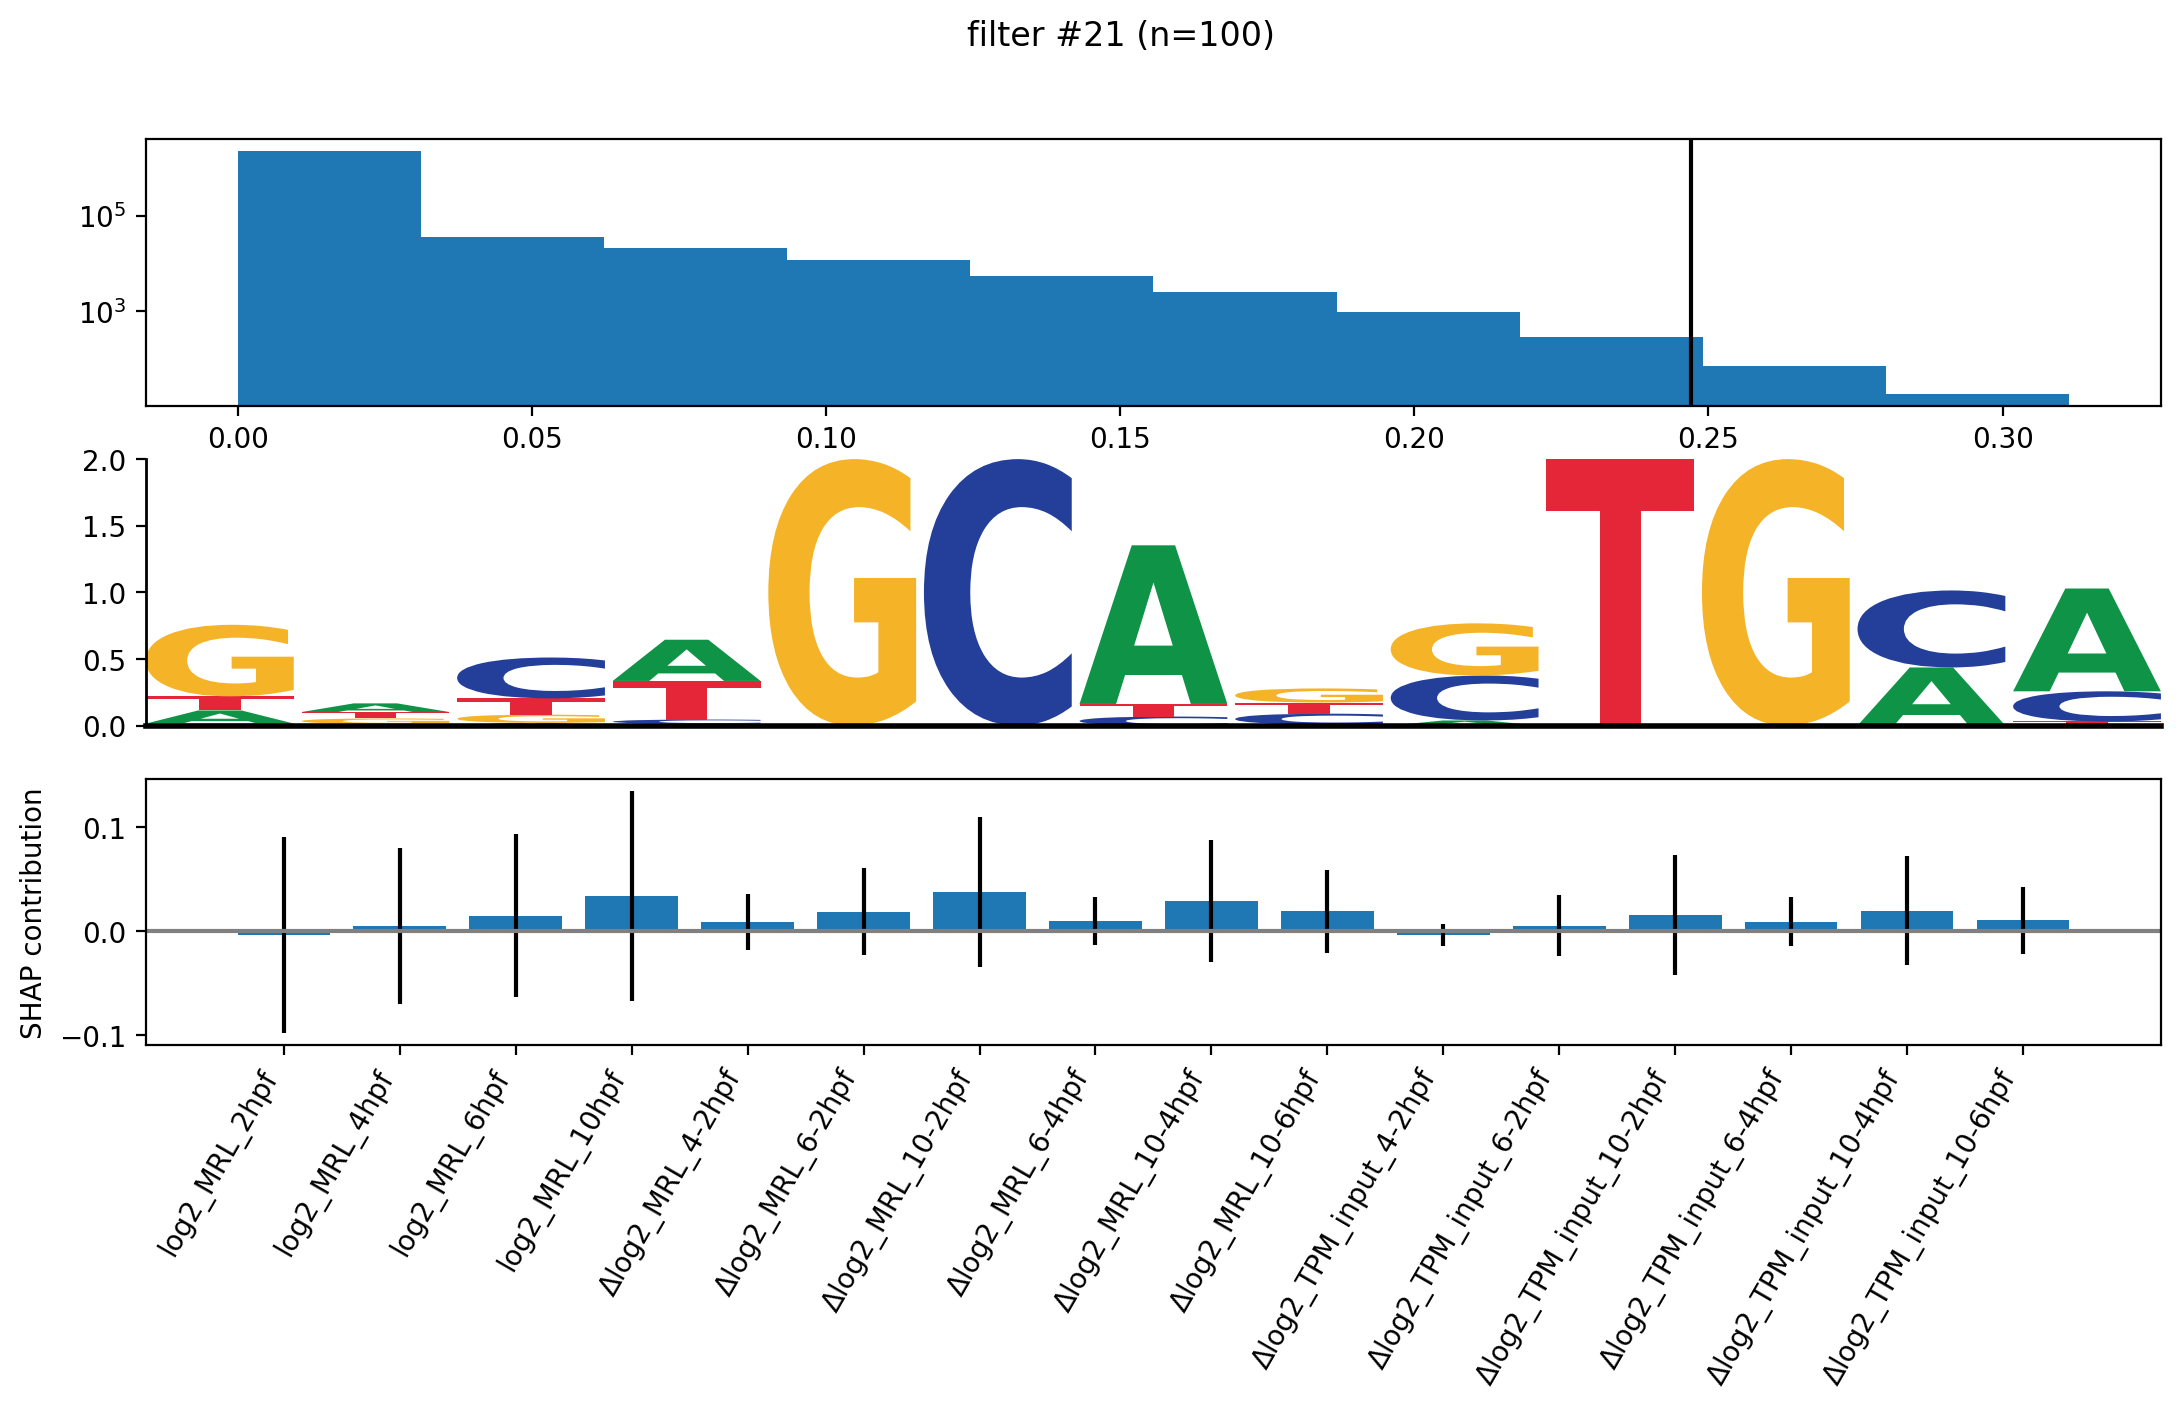 filter #21 (n=100)
10^5
10^3
0.00 0.05 0.10 0.15 0.20 0.25 0.30
2.0
1.5
1.0
0.5
0.0
G T A
A T G
C T G
A T C
G
C
A T C
G T C
G C A
T
G
C A
A C T
SHAP contribution
0.1
0.0
−0.1
log2_MRL_2hpf
log2_MRL_4hpf
log2_MRL_6hpf
log2_MRL_10hpf
Δlog2_MRL_4-2hpf
Δlog2_MRL_6-2hpf
Δlog2_MRL_10-2hpf
Δlog2_MRL_6-4hpf
Δlog2_MRL_10-4hpf
Δlog2_MRL_10-6hpf
Δlog2_TPM_input_4-2hpf
Δlog2_TPM_input_6-2hpf
Δlog2_TPM_input_10-2hpf
Δlog2_TPM_input_6-4hpf
Δlog2_TPM_input_10-4hpf
Δlog2_TPM_input_10-6hpf